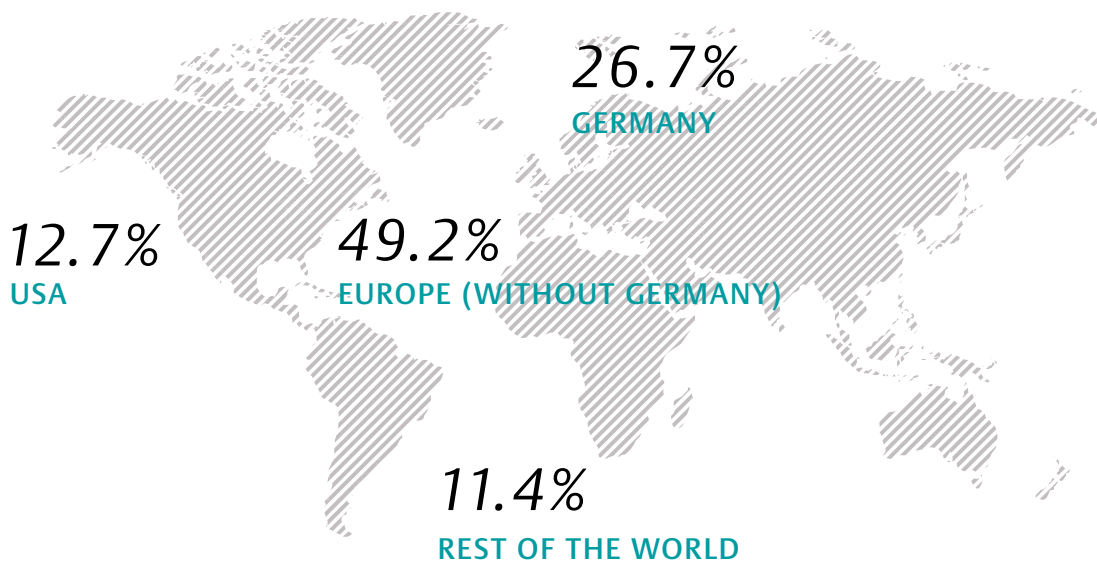 26.7%
GERMANY
12.7%
USA
49.2%
EUROPE (WITHOUT GERMANY)
11.4%
REST OF THE WORLD